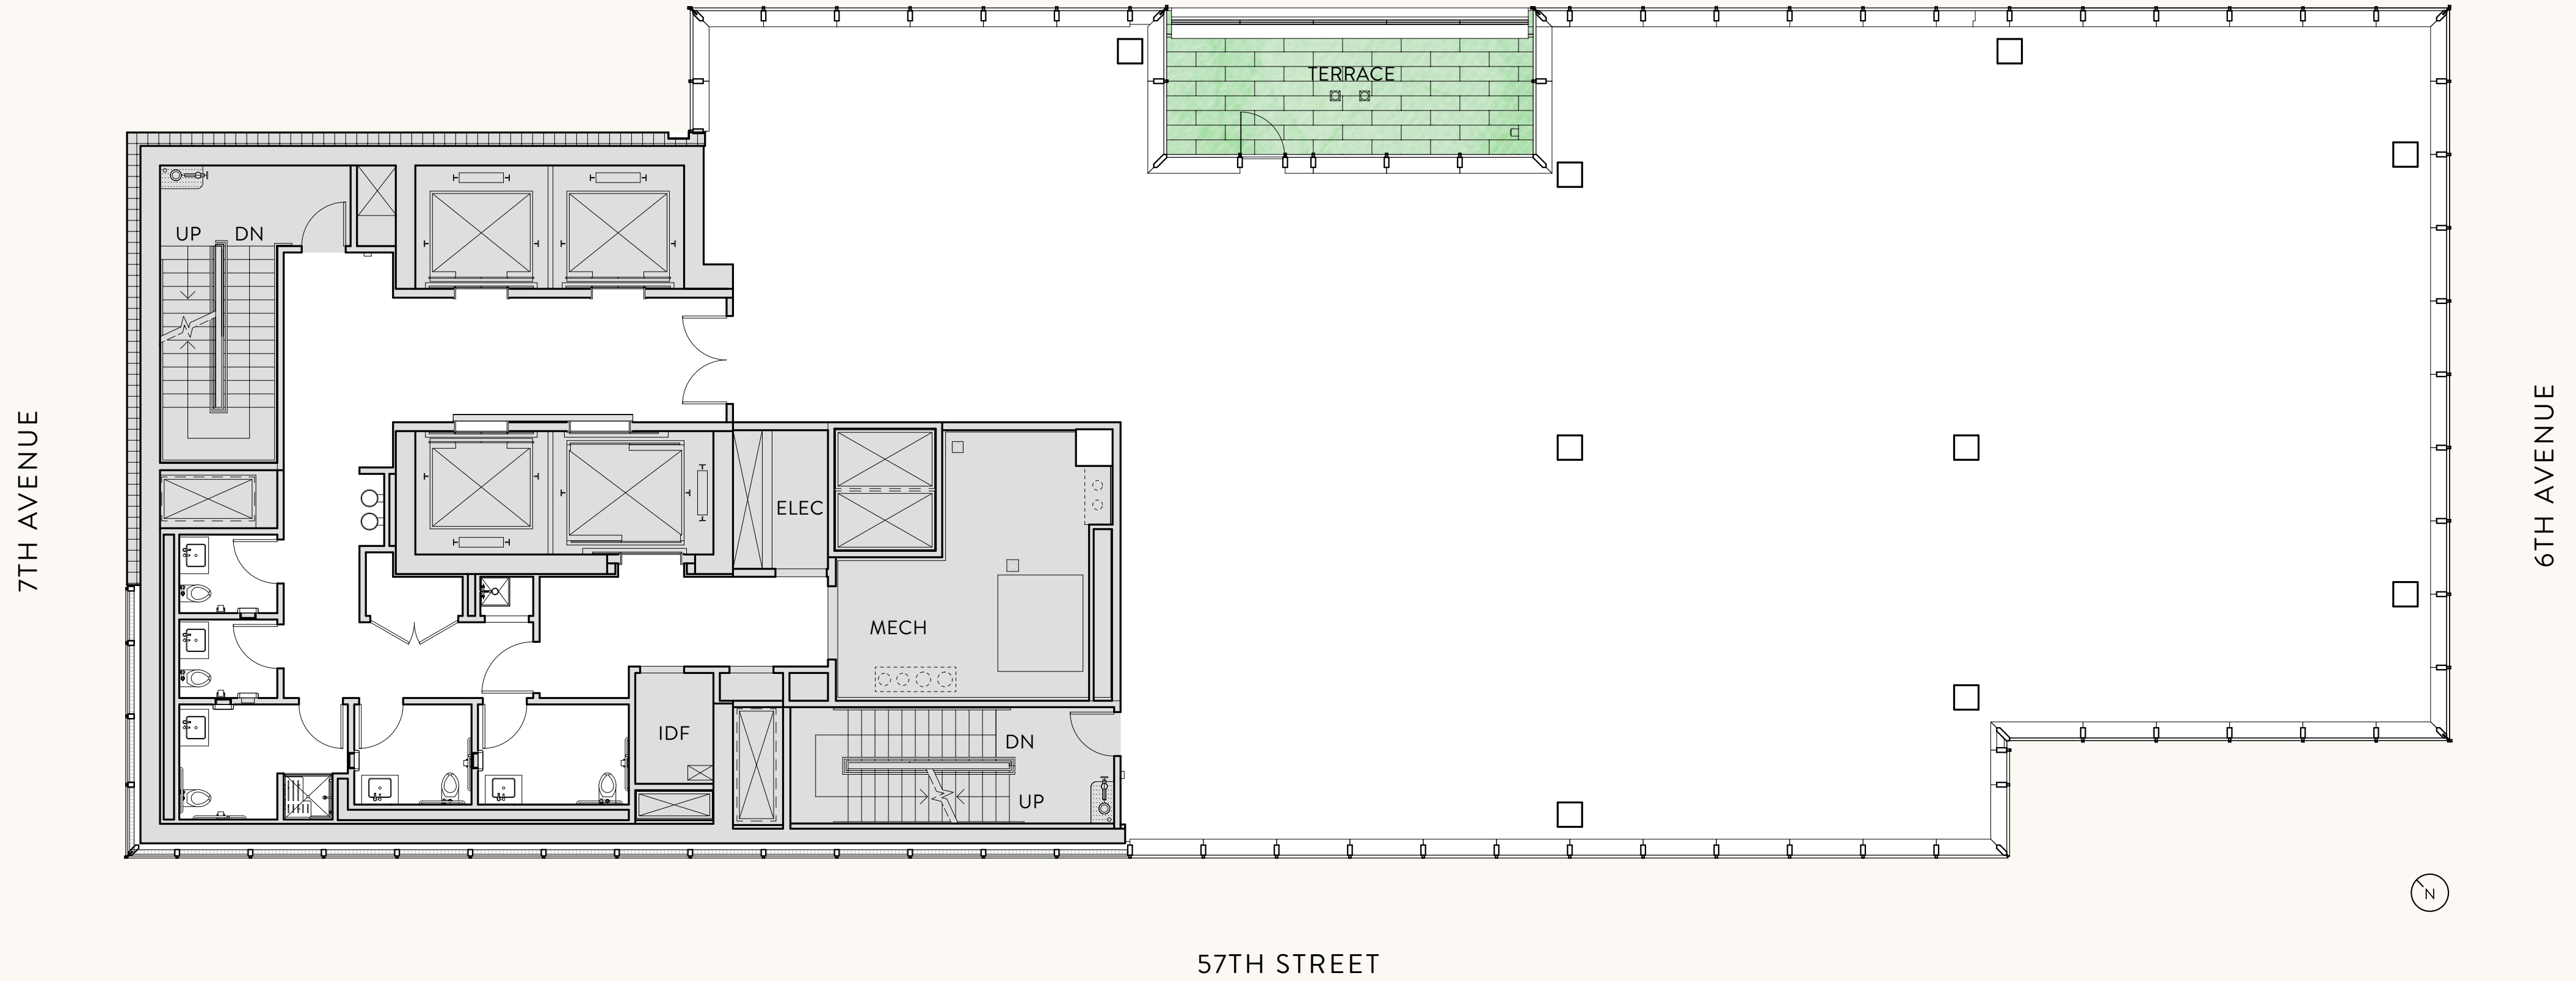 TERRACE
UP DN
7TH AVENUE
6TH AVENUE
ELEC
MECH
IDF
DN
UP
N
57TH STREET